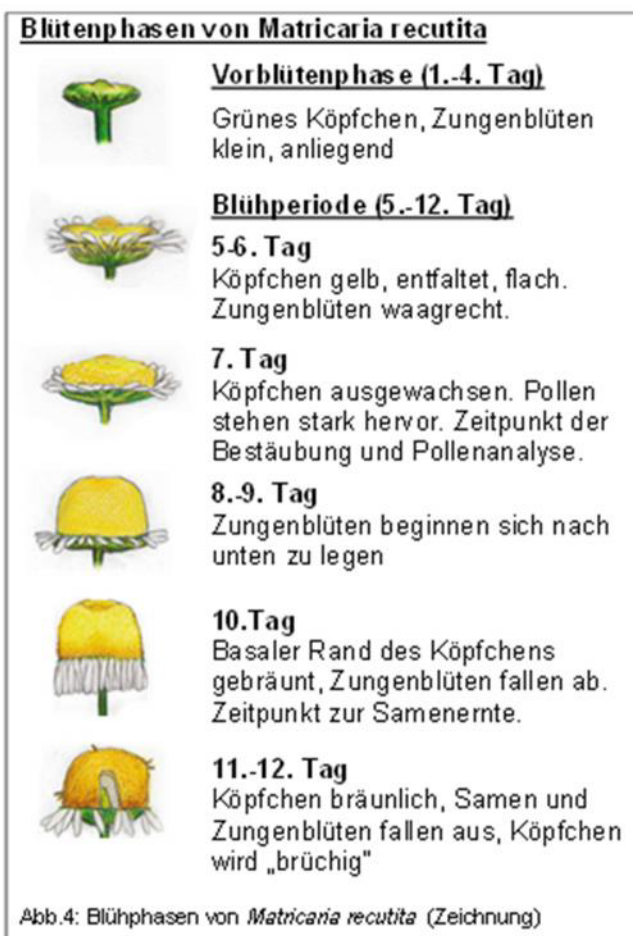 Blütenphasen von Matricaria recutita
Vorblütenphase (1.-4. Tag)
Grünes Köpfchen, Zungenblüten
klein, anliegend
Blühperiode (5.-12. Tag)
5-6. Tag
Köpfchen gelb, entfaltet, flach.
Zungenblüten waagrecht.
7. Tag
Köpfchen ausgewachsen. Pollen
stehen stark hervor. Zeitpunkt der
Bestäubung und Pollenanalyse.
8.-9. Tag
Zungenblüten beginnen sich nach
unten zu legen
10.Tag
Basaler Rand des Köpfchens
gebräunt, Zungenblüten fallen ab.
Zeitpunkt zur Samenernte.
11.-12. Tag
Köpfchen bräunlich, Samen und
Zungenblüten fallen aus, Köpfchen
wird „brüchig"
Abb.4: Blühphasen von Matricaria recutita (Zeichnung)